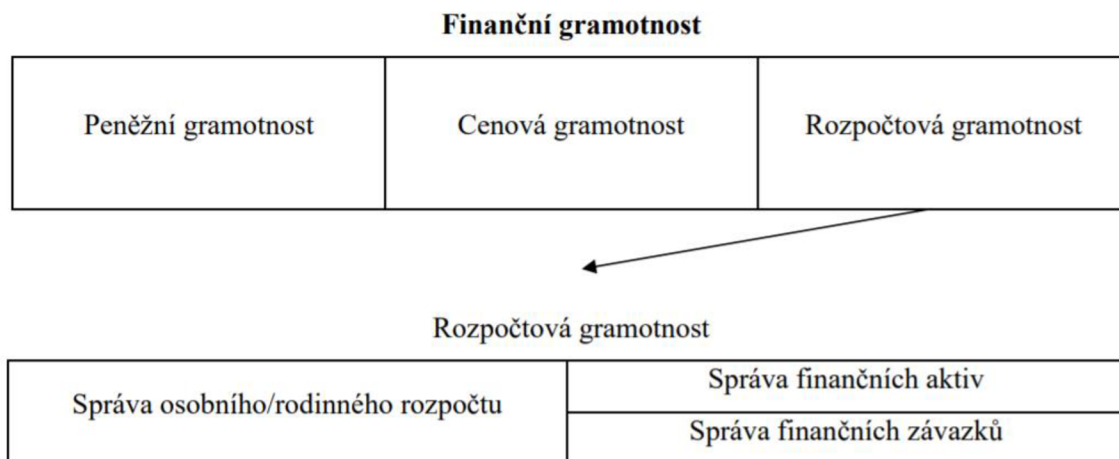 Finanční gramotnost
Peněžní gramotnost
Cenová gramotnost
Rozpočtová gramotnost
Rozpočtová gramotnost
Správa osobního/rodinného rozpočtu
Správa finančních aktiv
Správa finančních závazků